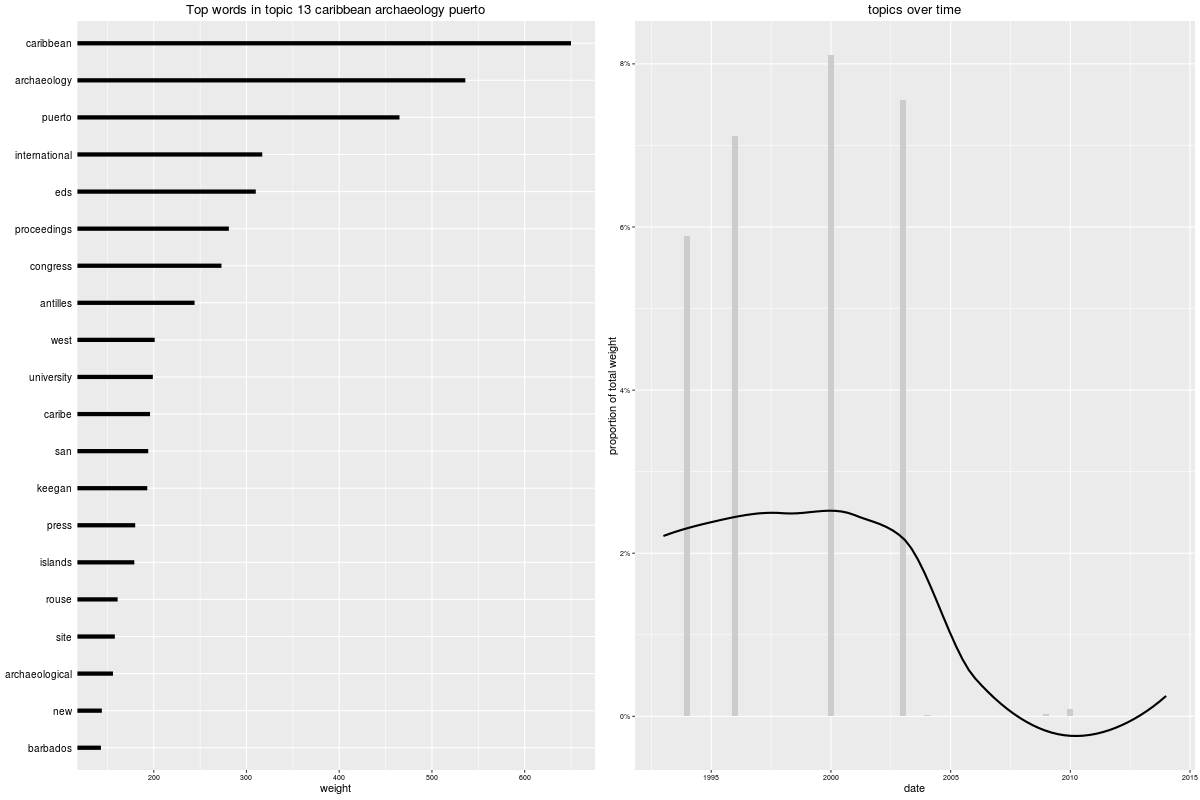 Top words in topic 13 caribbean archaeology puerto
caribbean
archaeology
puerto
international
eds
proceedings
congress
antilles
west
university
caribe
san
keegan
press
islands
rouse
site
archaeological
new
barbados
200 300 400 500 600
weight
topics over time
proportion of total weight
8%
6%
4%
2%
0%
1995 2000 2005 2010 2015
date